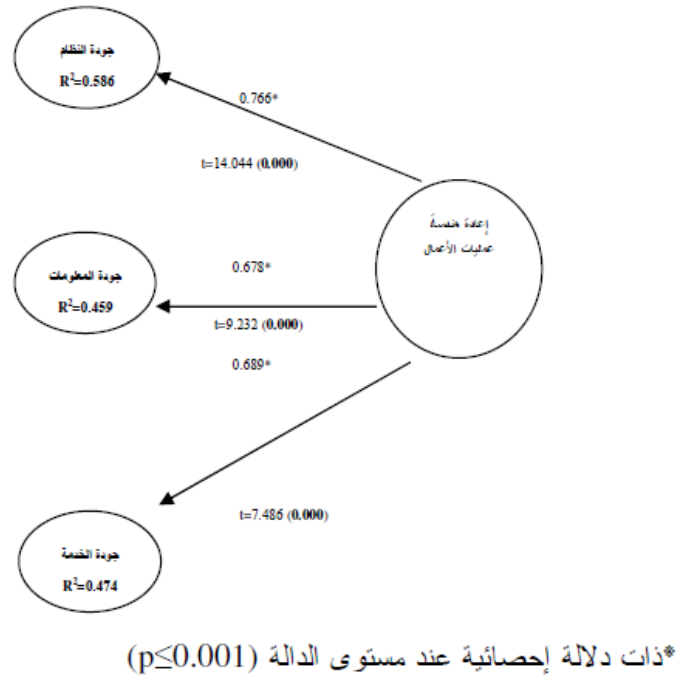 جودة النظام
R²=0.586
0.766*
t=14.044 (0.000)
إعادة هندسة
عمليات الأعمال
0.678*
جودة المعلومات
R²=0.459
t=9.232 (0.000)
0.689*
t=7.486 (0.000)
جودة الخدمة
R²=0.474
*ذات دلالة إحصائية عند مستوى الدالة (p≤0.001)